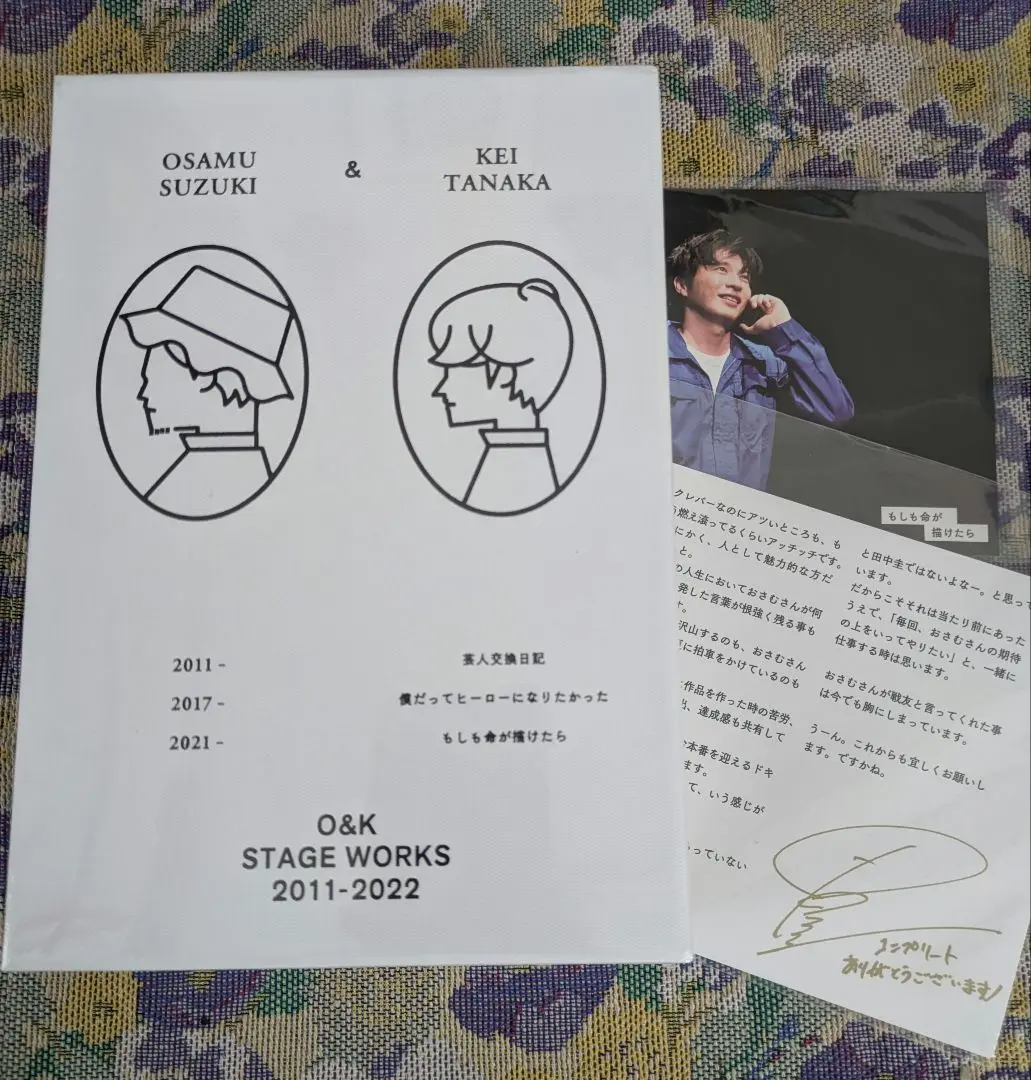 OSAMU
SUZUKI
&
KEI
TANAKA
2011 -
芸人交換日記
2017 -
僕だってヒーローになりたかった
2021 -
もしも命が描けたら
O&K
STAGE WORKS
2011-2022
もしも命が
描けたら
クレバーなのにアツいところも、も
燃え滾ってるくらいアッチッチです。
にかく、人として魅力的な方だ
と。
の人生においておさむさんが何
発した言葉が根強く残る事も
す。
沢山するのも、おさむさん
に拍車をかけているのも
作品を作った時の苦労、
、達成感も共有して
本番を迎えるドキ
ます。
て、いう感じが
っていない
と田中圭ではないよなー。と思って
います。
だからこそそれは当たり前にあった
うえで、「毎回、おさむさんの期待
の上をいってやりたい」と、一緒に
仕事する時は思います。
おさむさんが戦友と言ってくれた事
は今でも胸にしまっています。
うーん。これからも宜しくお願いし
ます。ですかね。
コンプリート
ありがとうございます!